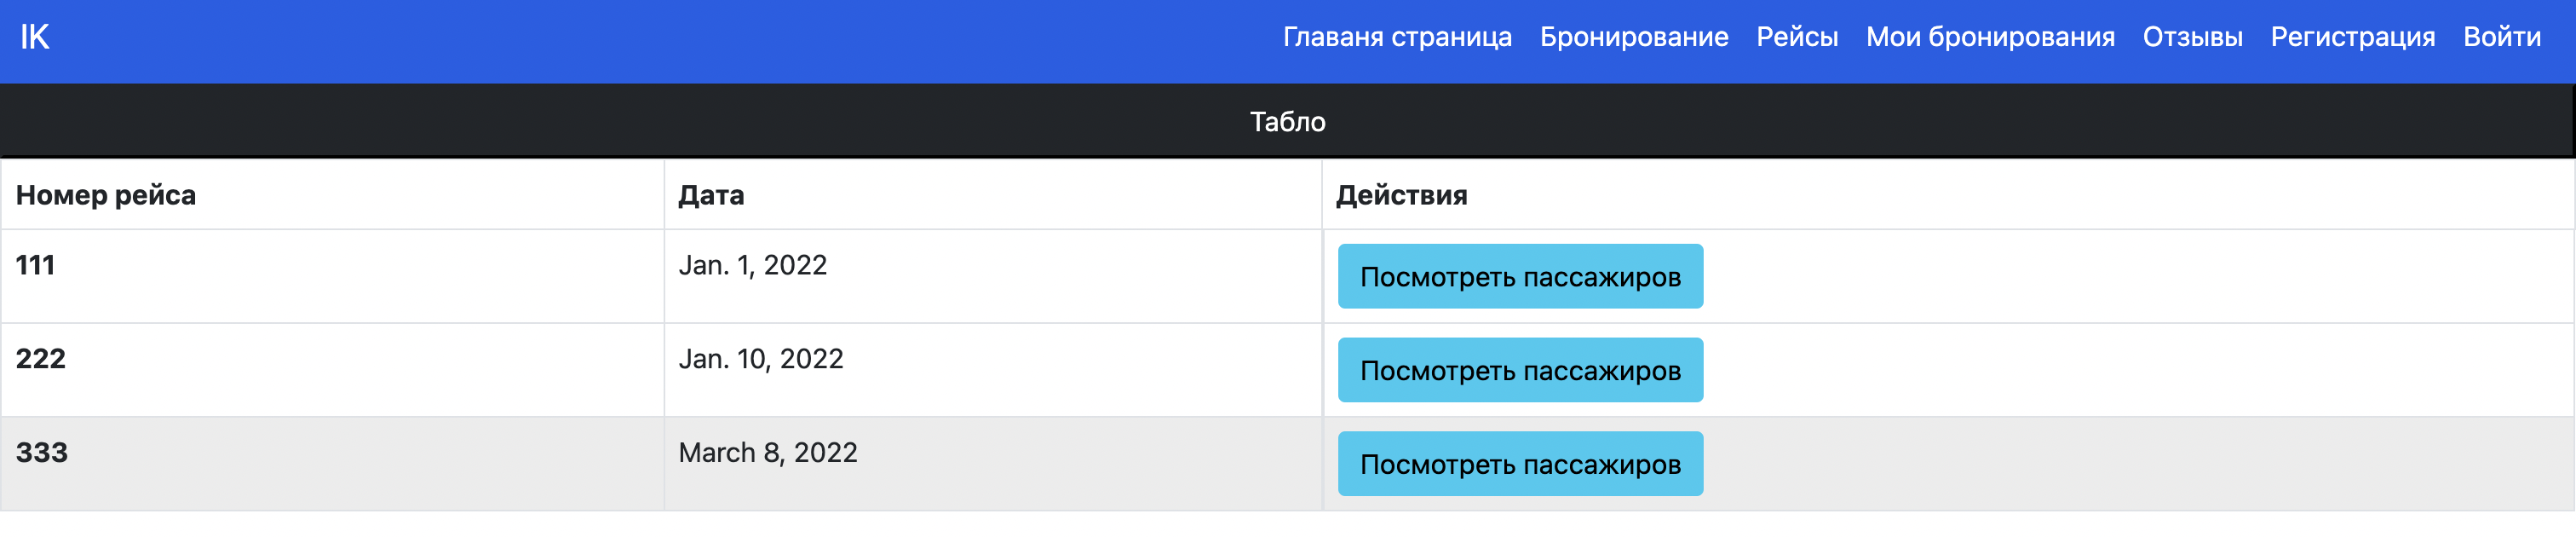 IK Главаня страница Бронирование Рейсы Мои бронирования Отзывы Регистрация Войти
Табло
Номер рейса Дата Действия
111 Jan. 1, 2022 Посмотреть пассажиров
222 Jan. 10, 2022 Посмотреть пассажиров
333 March 8, 2022 Посмотреть пассажиров